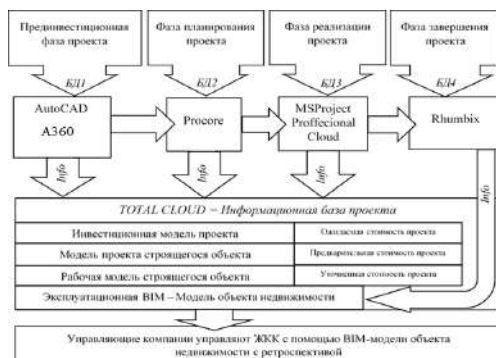 Прединвестиционная
фаза проекта
Фаза планирования
проекта
Фаза реализации
проекта
Фаза завершения
проекта
БД1
БД2
БД3
БД4
AutoCAD
A360
Procore
MSProject
Proffecional
Cloud
Rhumbix
Info
Info
Info
Info
TOTAL CLOUD = Информационная база проекта
Инвестиционная модель проекта
Ожидаемая стоимость проекта
Модель проекта строящегося объекта
Предварительная стоимость проекта
Рабочая модель строящегося объекта
Уточненная стоимость проекта
Эксплуатационная BIM – Модель объекта недвижимости
Управляющие компании управляют ЖКК с помощью BIM-модели объекта
недвижимости с ретроспективой